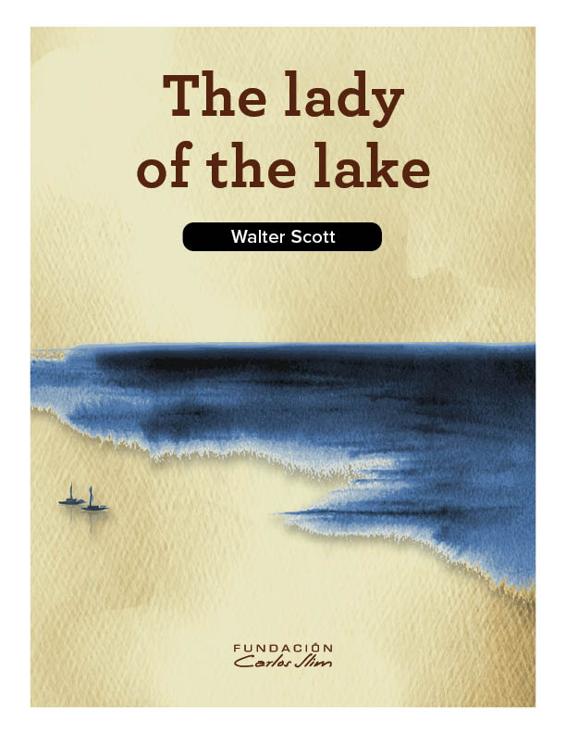 The lady
of the lake
Walter Scott
FUNDACIÓN
Carlos Slim